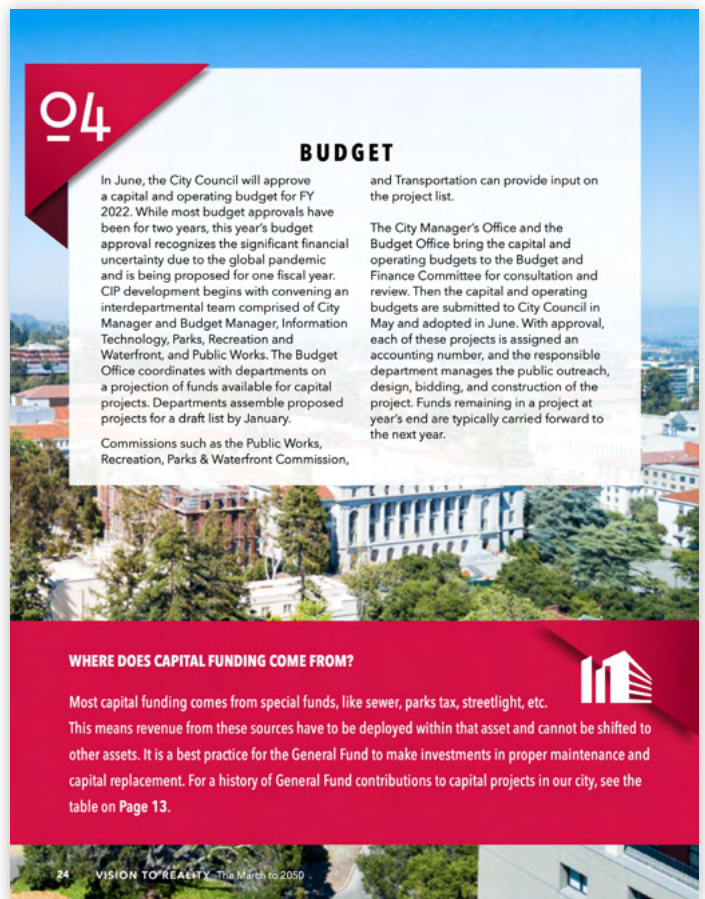 04
BUDGET
In June, the City Council will approve
a capital and operating budget for FY
2022. While most budget approvals have
been for two years, this year's budget
approval recognizes the significant financial
uncertainty due to the global pandemic
and is being proposed for one fiscal year.
CIP development begins with convening an
interdepartmental team comprised of City
Manager and Budget Manager, Information
Technology, Parks, Recreation and
Waterfront, and Public Works. The Budget
Office coordinates with departments on
a projection of funds available for capital
projects. Departments assemble proposed
projects for a draft list by January.
Commissions such as the Public Works,
Recreation, Parks & Waterfront Commission,
and Transportation can provide input on
the project list.
The City Manager's Office and the
Budget Office bring the capital and
operating budgets to the Budget and
Finance Committee for consultation and
review. Then the capital and operating
budgets are submitted to City Council in
May and adopted in June. With approval,
each of these projects is assigned an
accounting number, and the responsible
department manages the public outreach,
design, bidding, and construction of the
project. Funds remaining in a project at
year's end are typically carried forward to
the next year.
WHERE DOES CAPITAL FUNDING COME FROM?
Most capital funding comes from special funds, like sewer, parks tax, streetlight, etc.
This means revenue from these sources have to be deployed within that asset and cannot be shifted to
other assets. It is a best practice for the General Fund to make investments in proper maintenance and
capital replacement. For a history of General Fund contributions to capital projects in our city, see the
table on Page 13.
24 VISION TO REALITY The March to 2050